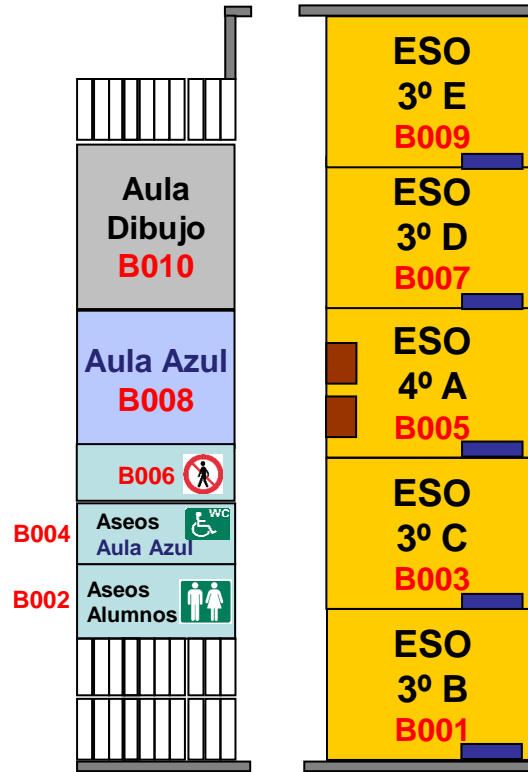 Aula
Dibujo
B010
Aula Azul
B008
B006
B004
Aseos
Aula Azul
WC
B002
Aseos
Alumnos
ESO
3º E
B009
ESO
3º D
B007
ESO
4º A
B005
ESO
3º C
B003
ESO
3º B
B001